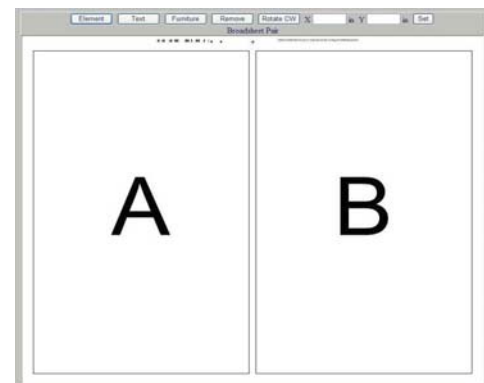 Element Text Furniture Remove Rotate CW X in Y in Set
Broadsheet Pair
A B